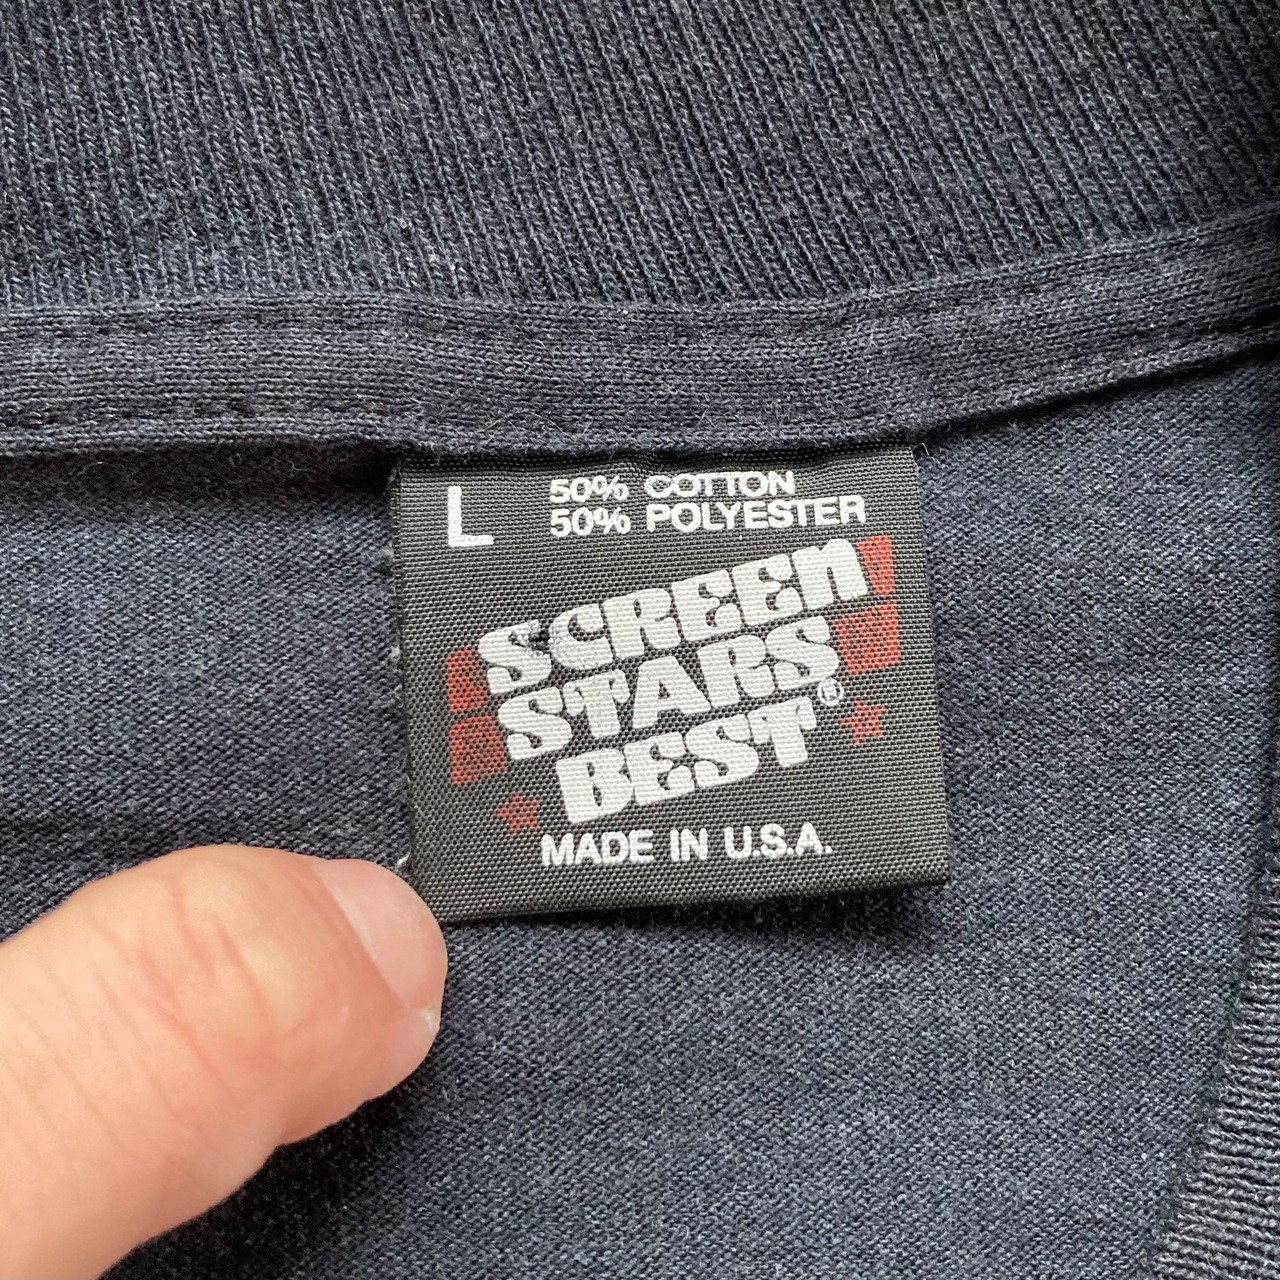 L
50% COTTON
50% POLYESTER
SCREEN
STARS
BEST®
MADE IN U.S.A.